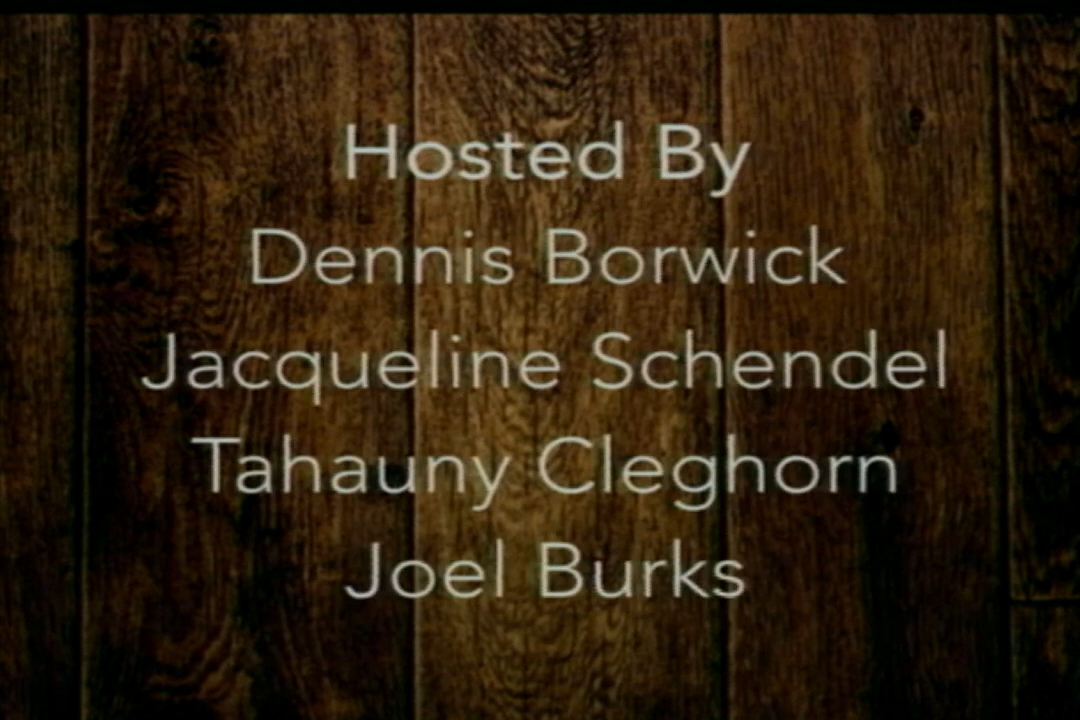 Hosted By
Dennis Borwick
Jacqueline Schendel
Tahauny Cleghorn
Joel Burks